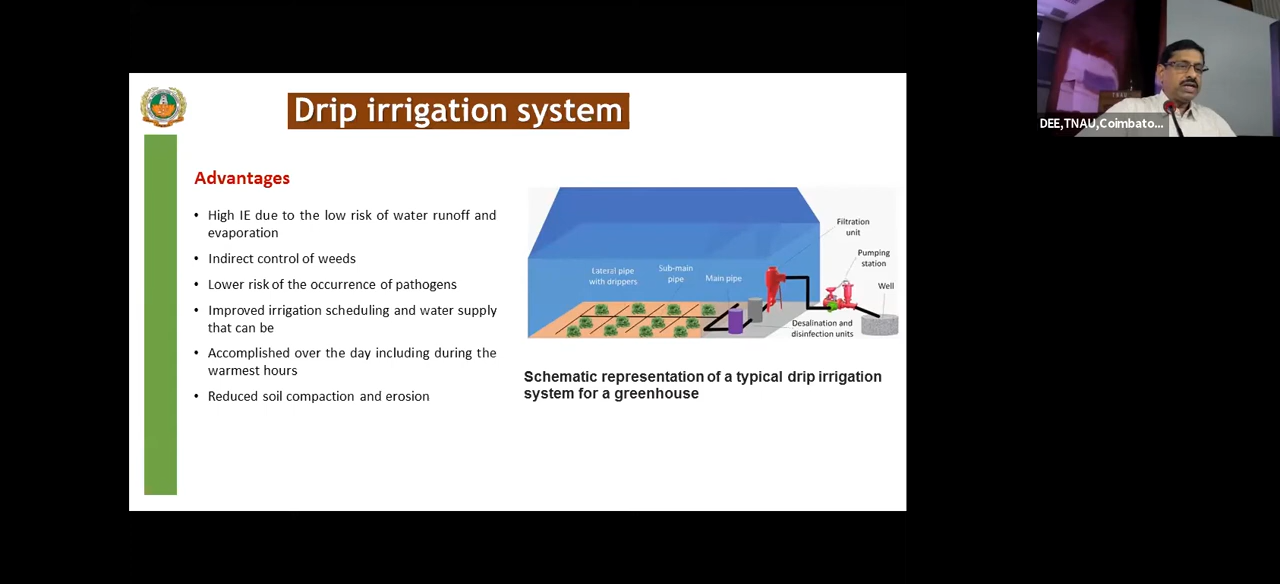 Drip irrigation system
DEE,TNAU,Coimbato...
Advantages
• High IE due to the low risk of water runoff and
evaporation
• Indirect control of weeds
• Lower risk of the occurrence of pathogens
• Improved irrigation scheduling and water supply
that can be
• Accomplished over the day including during the
warmest hours
• Reduced soil compaction and erosion
Filtration
unit
Pumping
station
Well
Lateral pipe
with drippers
Sub-main
pipe
Main pipe
Desalination and
disinfection units
Schematic representation of a typical drip irrigation
system for a greenhouse